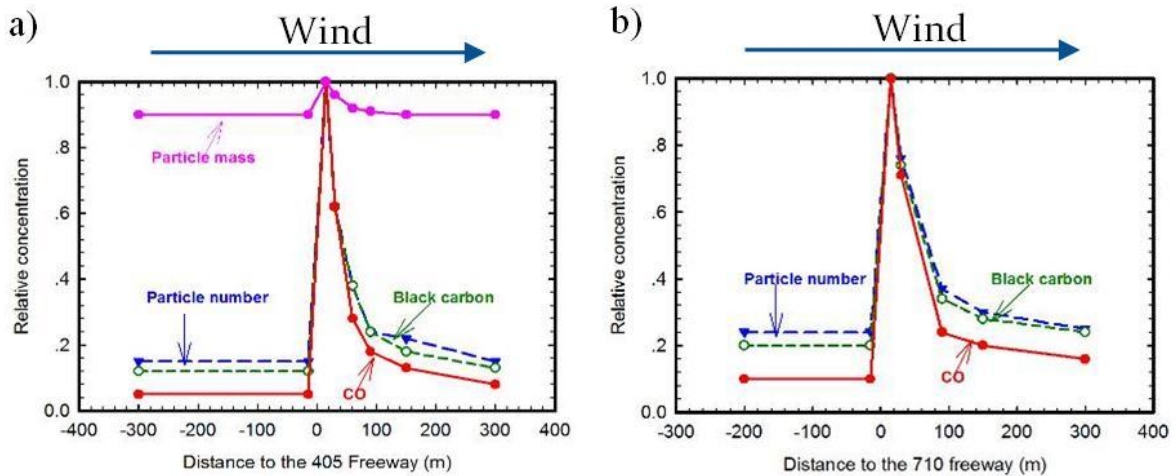 a)
Wind
1.0
.8
.6
.4
.2
0.0
Relative concentration
Particle mass
Particle number
Black carbon
CO
-400 -300 -200 -100 0 100 200 300 400
Distance to the 405 Freeway (m)
b)
Wind
1.0
.8
.6
.4
.2
0.0
Relative concentration
Particle number
Black carbon
CO
-300 -200 -100 0 100 200 300 400
Distance to the 710 freeway (m)